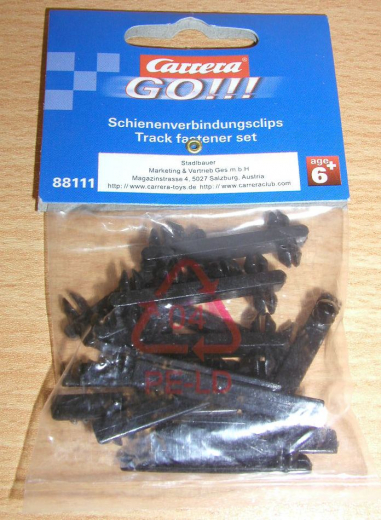 Carrera
GO!!!
Schienenverbindungsclips
Track fastener set
Stadlbauer
Marketing & Vertrieb Ges m b H
Magazinstrasse 4, 5027 Salzburg, Austria
http://www.carrera-toys.de http://www.carreraclub.com
88111
age
6+
04
PE-LD